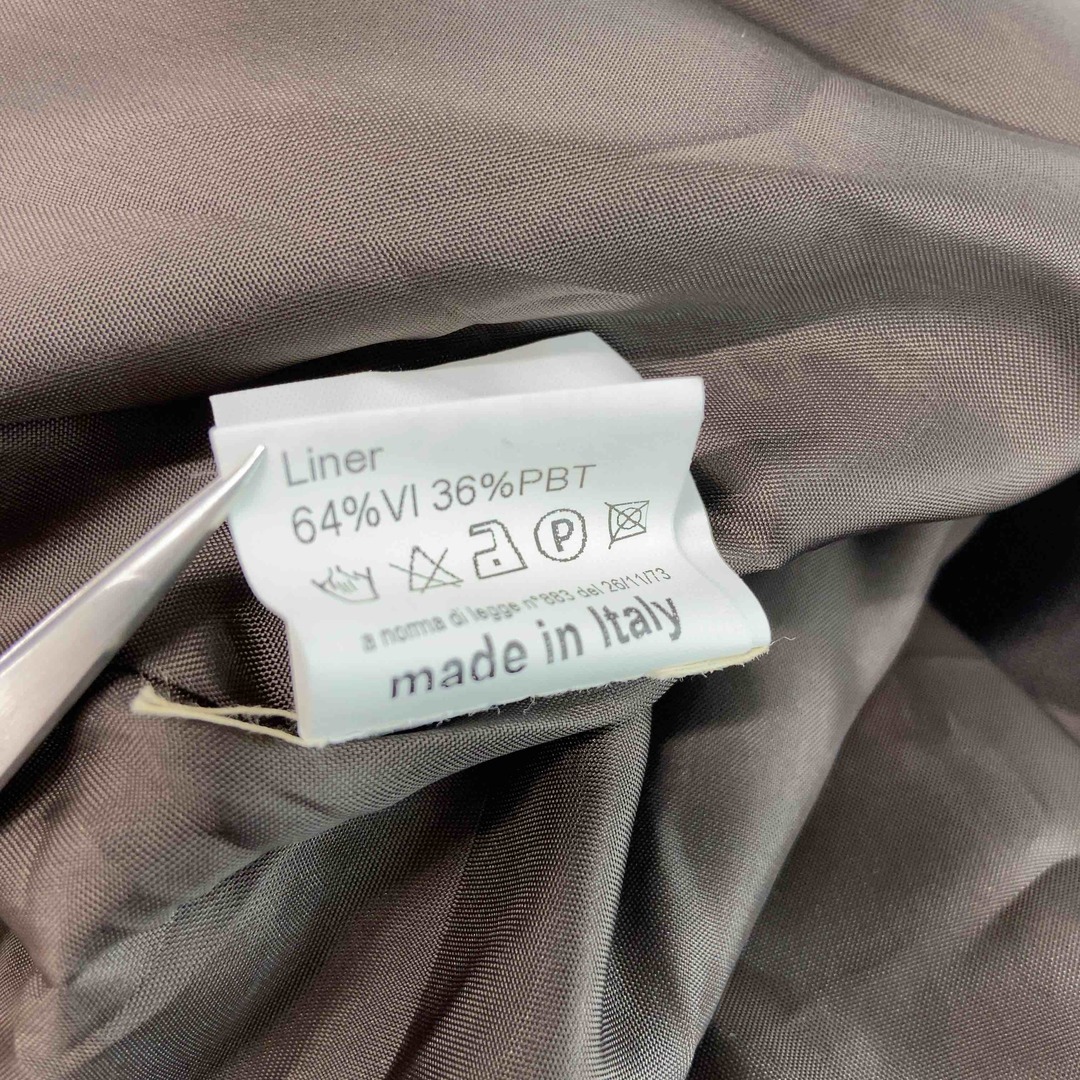 Liner
64%VI 36%PBT
P
a norma di legge n°883 del 26/11/73
made in Italy